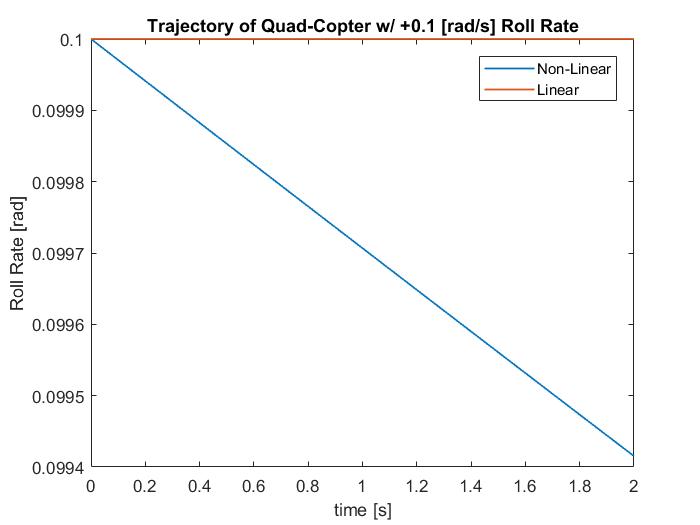 Trajectory of Quad-Copter w/ +0.1 [rad/s] Roll Rate
0.1
0.0999
0.0998
0.0997
0.0996
0.0995
0.0994
Roll Rate [rad]
Non-Linear
Linear
0 0.2 0.4 0.6 0.8 1 1.2 1.4 1.6 1.8 2
time [s]